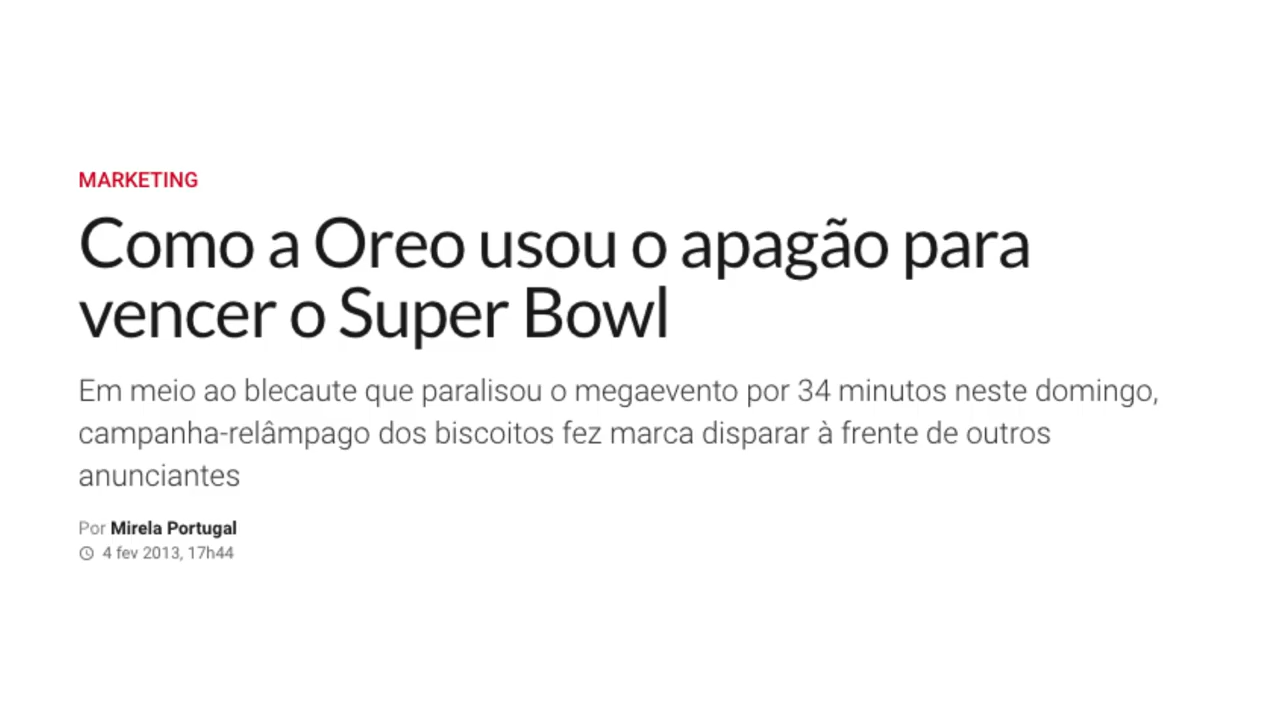 MARKETING
Como a Oreo usou o apagão para
vencer o Super Bowl
Em meio ao blecaute que paralisou o megaevento por 34 minutos neste domingo,
campanha-relâmpago dos biscoitos fez marca disparar à frente de outros
anunciantes
Por Mirela Portugal
4 fev 2013, 17h44